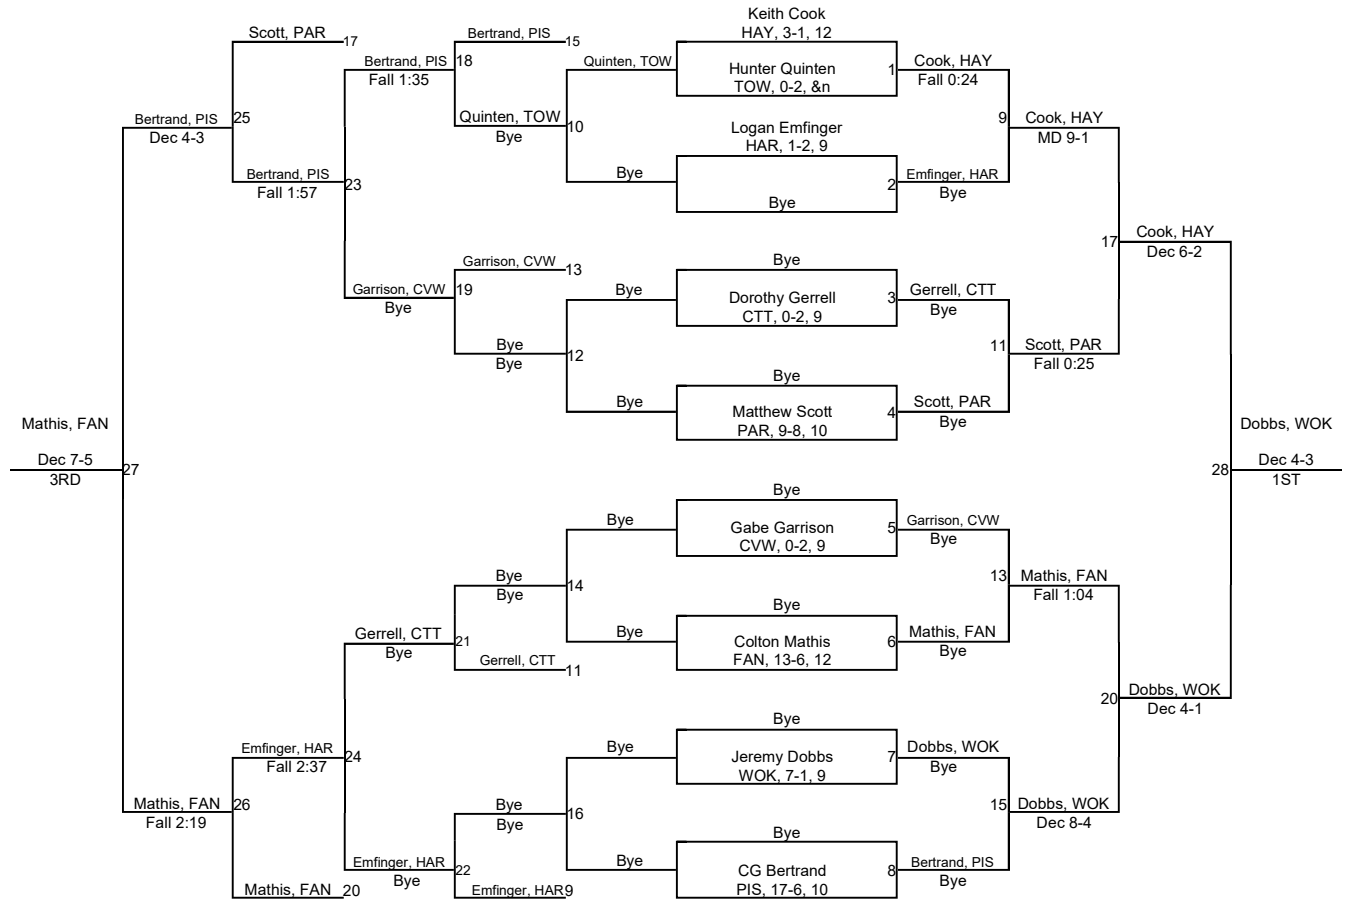 Keith Cook
HAY, 3-1, 12
Scott, PAR
17
Bertrand, PIS
15
Bertrand, PIS
18
Fall 1:35
Quinten, TOW
Hunter Quinten
TOW, 0-2, &n
1
Cook, HAY
Fall 0:24
Bertrand, PIS
25
Dec 4-3
Quinten, TOW
10
Bye
Logan Emfinger
HAR, 1-2, 9
9
Cook, HAY
MD 9-1
Bertrand, PIS
23
Fall 1:57
Bye
2
Emfinger, HAR
Bye
Bye
17
Cook, HAY
Dec 6-2
Garrison, CVW
13
Bye
Garrison, CVW
19
Bye
Bye
Dorothy Gerrell
CTT, 0-2, 9
3
Gerrell, CTT
Bye
Bye
12
Bye
11
Scott, PAR
Fall 0:25
Bye
Bye
Matthew Scott
PAR, 9-8, 10
4
Scott, PAR
Bye
Mathis, FAN
Dec 7-5
27
3RD
Dobbs, WOK
28
Dec 4-3
1ST
Bye
Bye
Gabe Garrison
CVW, 0-2, 9
5
Garrison, CVW
Bye
Bye
14
Bye
13
Mathis, FAN
Fall 1:04
Bye
Gerrell, CTT
21
Bye
Bye
Colton Mathis
FAN, 13-6, 12
6
Mathis, FAN
Bye
Gerrell, CTT
11
20
Dobbs, WOK
Dec 4-1
Bye
Emfinger, HAR
24
Fall 2:37
Bye
Jeremy Dobbs
WOK, 7-1, 9
7
Dobbs, WOK
Bye
Mathis, FAN
26
Fall 2:19
Bye
16
Bye
15
Dobbs, WOK
Dec 8-4
Bye
Emfinger, HAR
22
Bye
Bye
CG Bertrand
PIS, 17-6, 10
8
Bertrand, PIS
Bye
Mathis, FAN
20
Emfinger, HAR
9